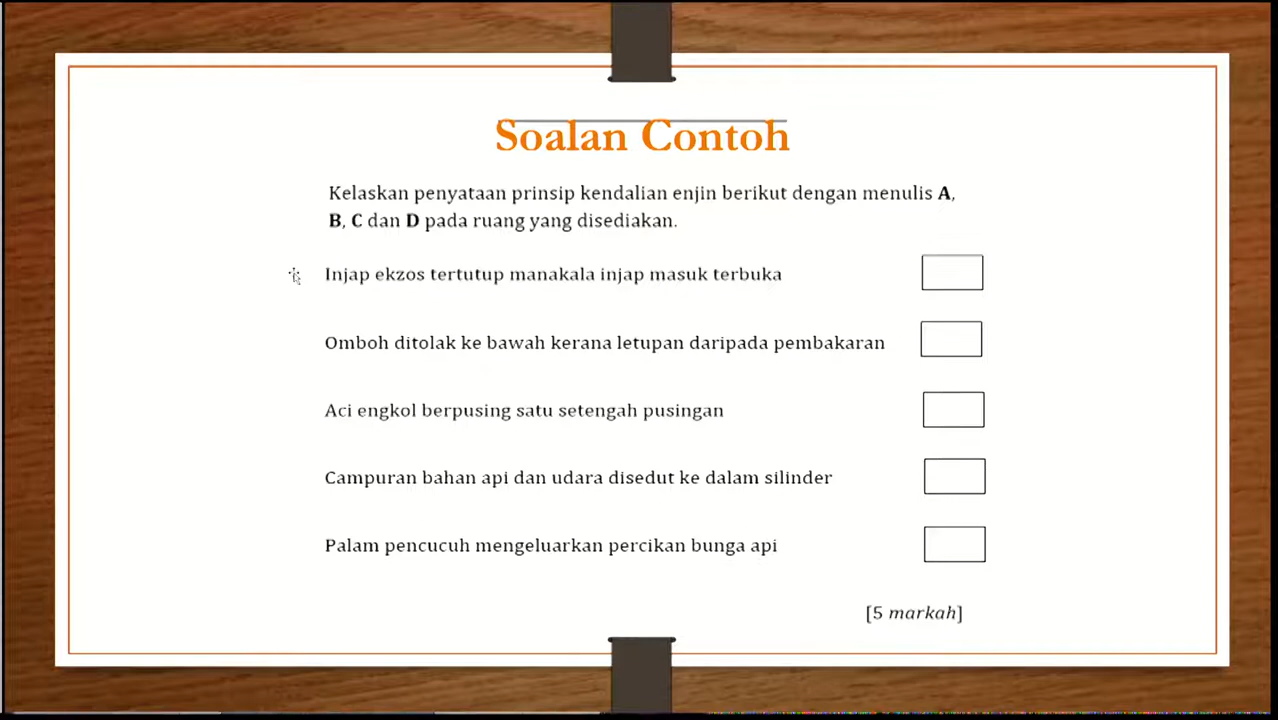 Soalan Contoh
Kelaskan penyataan prinsip kendalian enjin berikut dengan menulis A,
B, C dan D pada ruang yang disediakan.
Injap ekzos tertutup manakala injap masuk terbuka
Omboh ditolak ke bawah kerana letupan daripada pembakaran
Aci engkol berpusing satu setengah pusingan
Campuran bahan api dan udara disedut ke dalam silinder
Palam pencucuh mengeluarkan percikan bunga api
[5 markah]